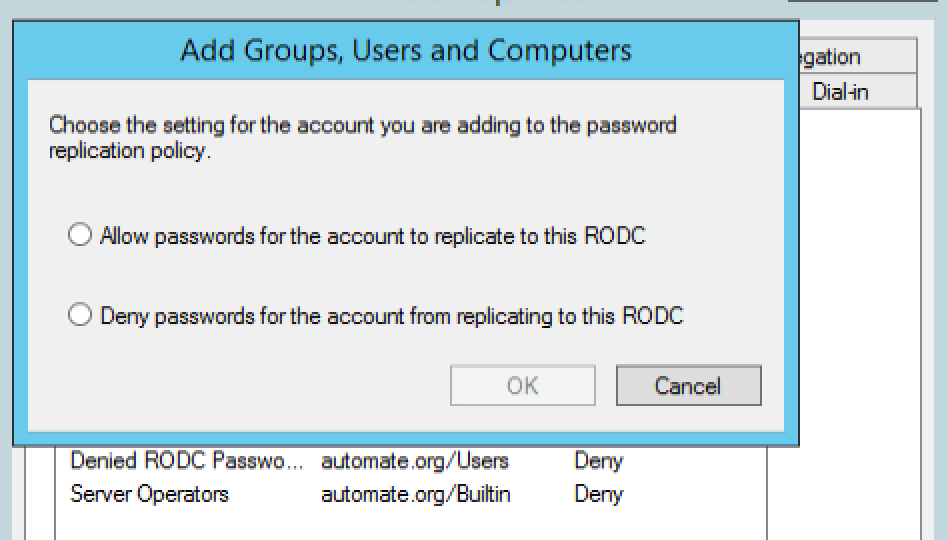 Add Groups, Users and Computers
egation
Dial-in
Choose the setting for the account you are adding to the password
replication policy.
Allow passwords for the account to replicate to this RODC
Deny passwords for the account from replicating to this RODC
OK
Cancel
Denied RODC Passwo... automate.org/Users Deny
Server Operators automate.org/Builtin Deny